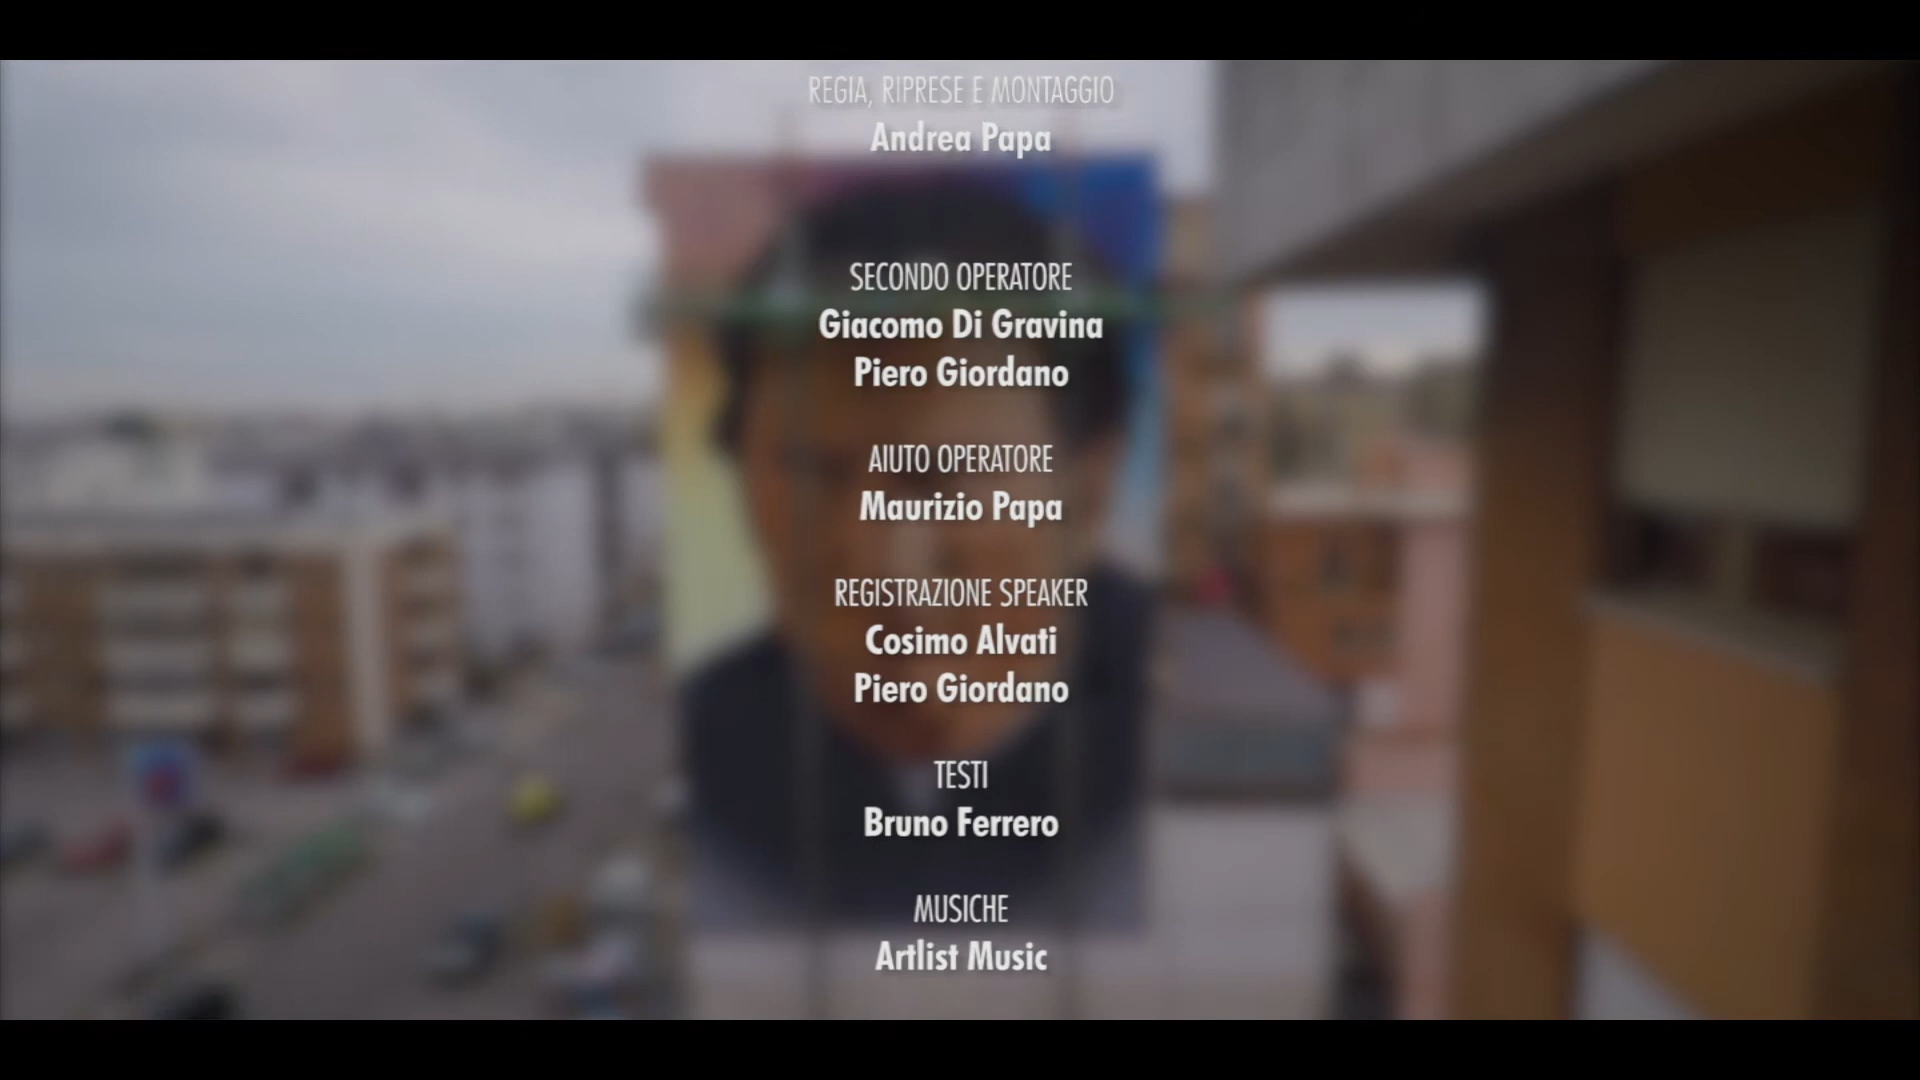 REGIA, RIPRESE E MONTAGGIO
Andrea Papa
SECONDO OPERATORE
Giacomo Di Gravina
Piero Giordano
AIUTO OPERATORE
Maurizio Papa
REGISTRAZIONE SPEAKER
Cosimo Alvati
Piero Giordano
TESTI
Bruno Ferrero
MUSICHE
Artlist Music